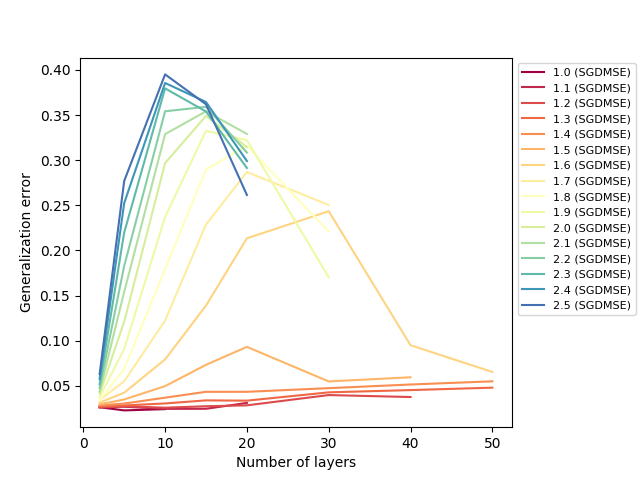 0.40
0.35
0.30
0.25
0.20
0.15
0.10
0.05
Generalization error
0
10
20
30
40
50
Number of layers
1.0 (SGDMSE)
1.1 (SGDMSE)
1.2 (SGDMSE)
1.3 (SGDMSE)
1.4 (SGDMSE)
1.5 (SGDMSE)
1.6 (SGDMSE)
1.7 (SGDMSE)
1.8 (SGDMSE)
1.9 (SGDMSE)
2.0 (SGDMSE)
2.1 (SGDMSE)
2.2 (SGDMSE)
2.3 (SGDMSE)
2.4 (SGDMSE)
2.5 (SGDMSE)